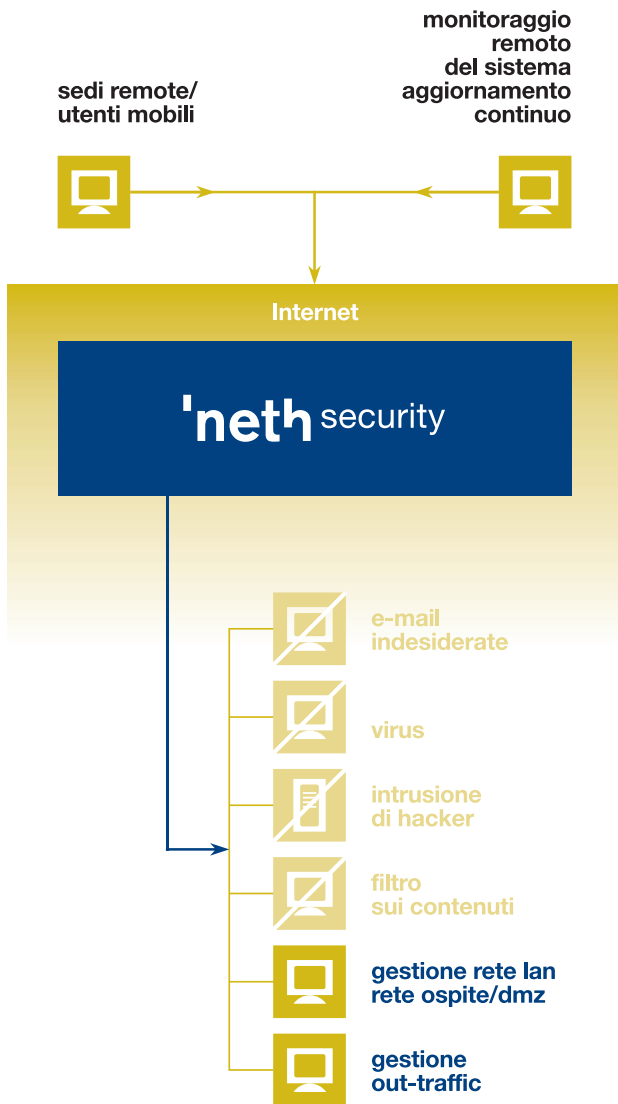 sedi remote/
utenti mobili
monitoraggio
remoto
del sistema
aggiornamento
continuo
Internet
'neth security
e-mail
indesiderate
virus
intrusione
di hacker
filtro
sui contenuti
gestione rete lan
rete ospite/dmz
gestione
out-traffic